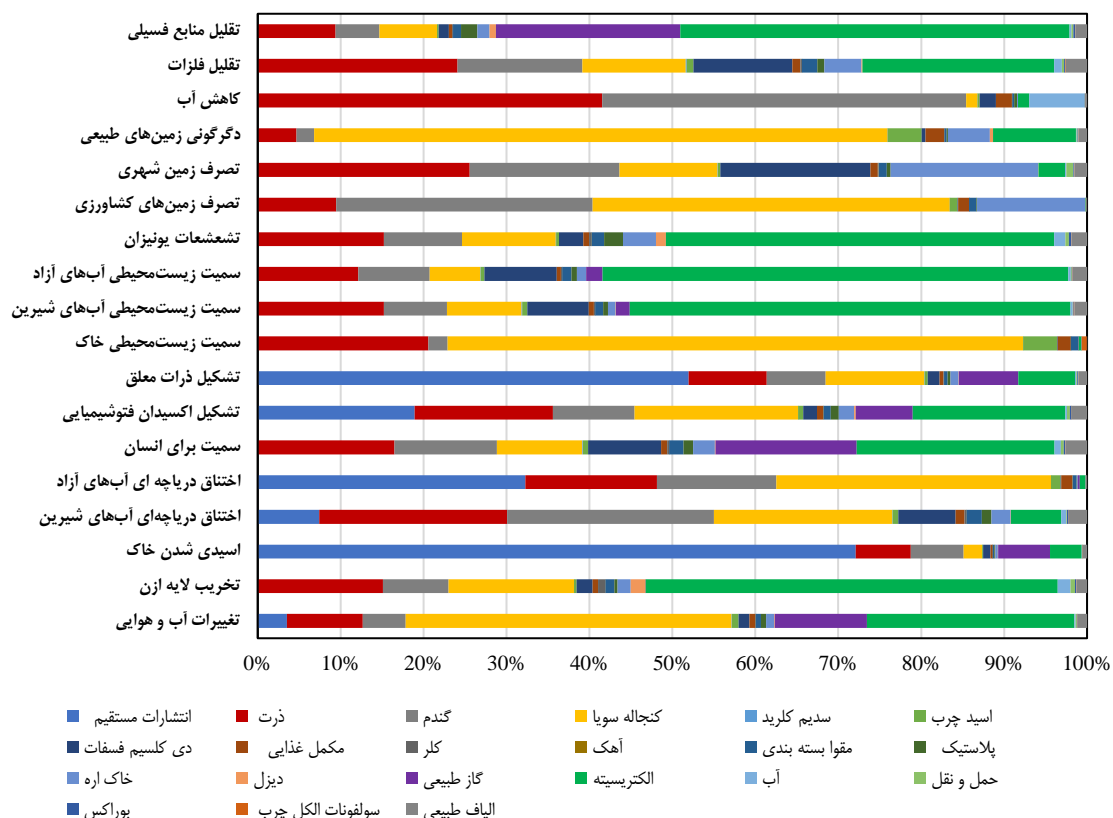 تقلیل منابع فسیلی
تقلیل فلزات
کاهش آب
دگرگونی زمین‌های طبیعی
تصرف زمین شهری
تصرف زمین‌های کشاورزی
تشعشعات یونیزان
سمیت زیست‌محیطی آب‌های آزاد
سمیت زیست‌محیطی آب‌های شیرین
سمیت زیست‌محیطی خاک
تشکیل ذرات معلق
تشکیل اکسیدان فتوشیمیایی
سمیت برای انسان
اختناق دریاچه ای آب‌های آزاد
اختناق دریاچه‌ای آب‌های شیرین
اسیدی شدن خاک
تخریب لایه ازن
تغییرات آب و هوایی
0% 10% 20% 30% 40% 50% 60% 70% 80% 90% 100%
انتشارات مستقیم ذرت گندم کنجاله سویا سدیم کلرید اسید چرب
دی کلسیم فسفات مکمل غذایی کلر آهک مقوا بسته بندی پلاستیک
خاک اره دیزل گاز طبیعی الکتریسیته آب حمل و نقل
بوراکس سولفونات الکل چرب الیاف طبیعی